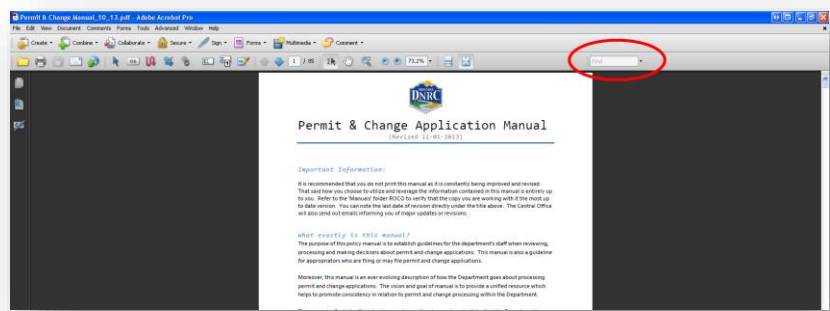 Permit & Change Manual_10_13.pdf - Adobe Acrobat Pro
File Edit View Document Comments Forms Tools Advanced Window Help
Create Combine Collaborate Secure Sign Forms Multimedia Comment
1 / 85 73.2% Find
DNRC
Permit & Change Application Manual
(Revised 11-01-2013)
Important Information:
It is recommended that you do not print this manual as it is constantly being improved and revised.
That said how you choose to utilize and leverage the information contained in this manual is entirely up
to you. Refer to the 'Manuals' folder ROCO to verify that the copy you are working with it the most up
to date version. You can note the last date of revision directly under the title above. The Central Office
will also send out emails informing you of major updates or revisions.
What exactly is this manual?
The purpose of this policy manual is to establish guidelines for the department's staff when reviewing,
processing and making decisions about permit and change applications. This manual is also a guideline
for appropriators who are filing or may file permit and change applications.
Moreover, this manual is an ever evolving description of how the Department goes about processing
permit and change applications. The vision and goal of manual is to provide a unified resource which
helps to promote consistency in relation to permit and change processing within the Department.